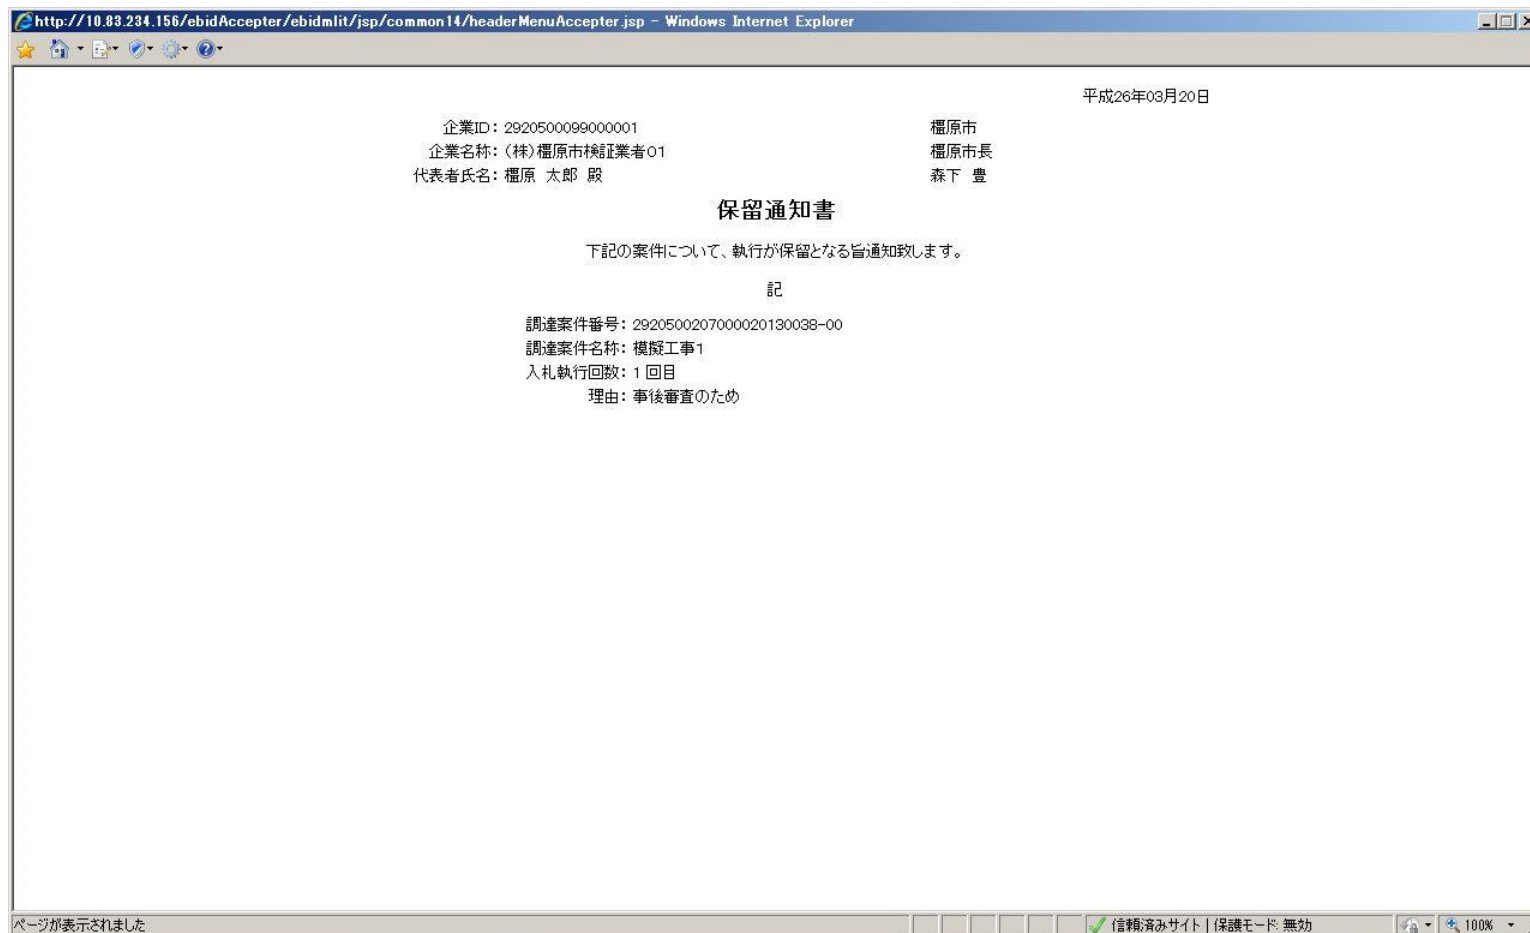 http://10.83.234.156/ebidAccepter/ebidmlit/jsp/common14/headerMenuAccepter.jsp - Windows Internet Explorer
平成26年03月20日
企業ID: 2920500099000001 橿原市
企業名称: (株)橿原市検証業者01 橿原市長
代表者氏名: 橿原 太郎 殿 森下 豊
保留通知書
下記の案件について、執行が保留となる旨通知致します。
記
調達案件番号: 2920500207000020130038-00
調達案件名称: 模擬工事1
入札執行回数: 1 回目
理由: 事後審査のため
ページが表示されました 信頼済みサイト | 保護モード: 無効 100%